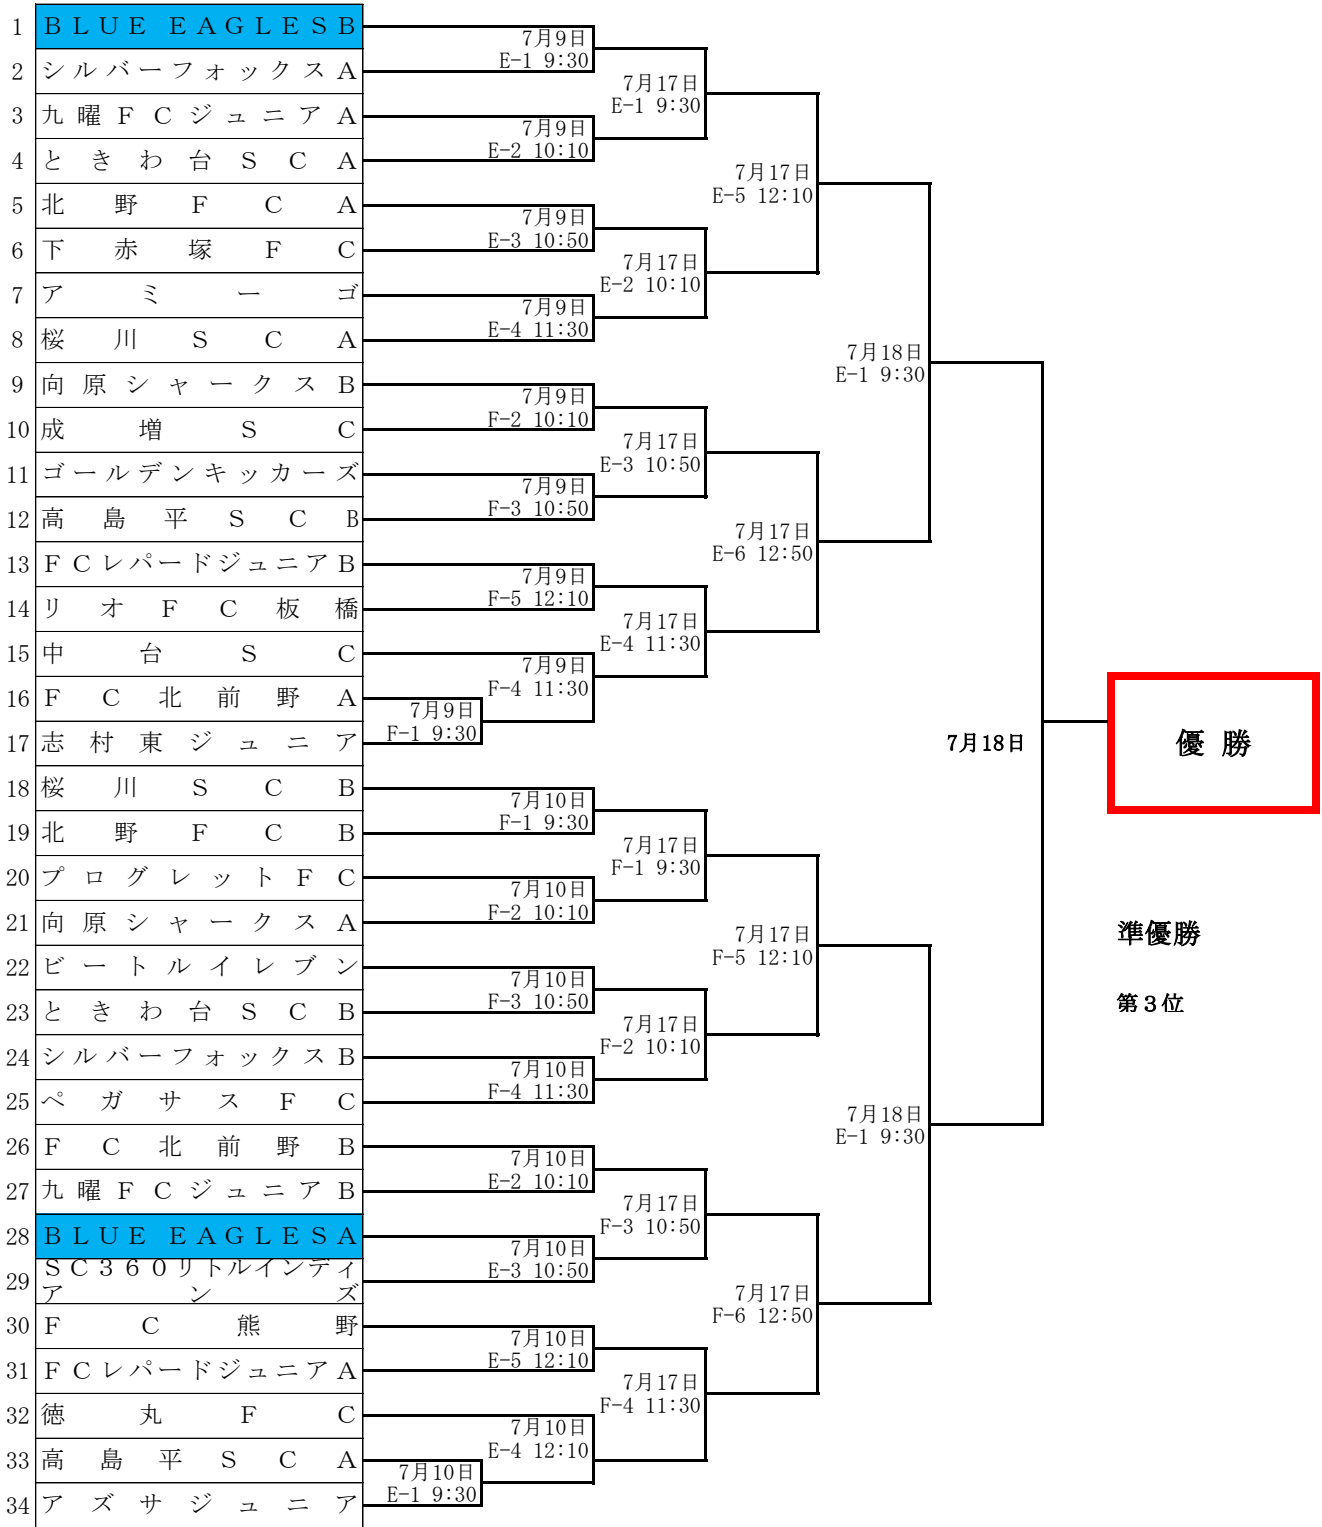 1 ＢＬＵＥ ＥＡＧＬＥＳＢ
2 シルバーフォックスＡ
3 九曜ＦＣジュニアＡ
4 ときわ台ＳＣＡ
5 北野ＦＣＡ
6 下赤塚ＦＣ
7 アミーゴ
8 桜川ＳＣＡ
9 向原シャークスＢ
10 成増ＳＣ
11 ゴールデンキッカーズ
12 高島平ＳＣＢ
13 ＦＣレパードジュニアＢ
14 リオＦＣ板橋
15 中台ＳＣ
16 ＦＣ北前野Ａ
17 志村東ジュニア
18 桜川ＳＣＢ
19 北野ＦＣＢ
20 プログレットＦＣ
21 向原シャークスＡ
22 ビートルイレブン
23 ときわ台ＳＣＢ
24 シルバーフォックスＢ
25 ペガサスＦＣ
26 ＦＣ北前野Ｂ
27 九曜ＦＣジュニアＢ
28 ＢＬＵＥ ＥＡＧＬＥＳＡ
29 ＳＣ３６０リトルインディ
アンズ
30 ＦＣ熊野
31 ＦＣレパードジュニアＡ
32 徳丸ＦＣ
33 高島平ＳＣＡ
34 アズサジュニア
7月9日
F-1 9:30
7月10日
E-1 9:30
7月9日
E-1 9:30
7月9日
E-2 10:10
7月9日
E-3 10:50
7月9日
E-4 11:30
7月9日
F-2 10:10
7月9日
F-3 10:50
7月9日
F-5 12:10
7月9日
F-4 11:30
7月10日
F-1 9:30
7月10日
F-2 10:10
7月10日
F-3 10:50
7月10日
F-4 11:30
7月10日
E-2 10:10
7月10日
E-3 10:50
7月10日
E-5 12:10
7月10日
E-4 12:10
7月17日
E-1 9:30
7月17日
E-2 10:10
7月17日
E-3 10:50
7月17日
E-4 11:30
7月17日
F-1 9:30
7月17日
F-2 10:10
7月17日
F-3 10:50
7月17日
F-4 11:30
7月17日
E-5 12:10
7月17日
E-6 12:50
7月17日
F-5 12:10
7月17日
F-6 12:50
7月18日
E-1 9:30
7月18日
E-1 9:30
7月18日
優 勝
準優勝
第３位